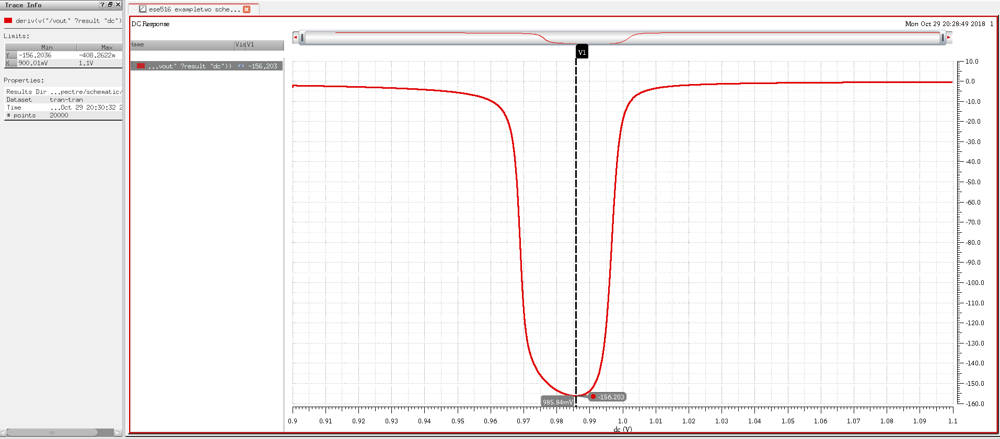 Trace Info
deriv(v("/vout" ?result "dc")
Limits:
Min Max
Y -156.2036 -408.2622m
X 900.01mV 1.1V
Properties:
Results Dir ...pectre/schematic/
Dataset tran-tran
Time ...Oct 29 20:30:32 2
# points 20000
ese516 exampletwo sche...
DC Response
Mon Oct 29 20:28:49 2018 1
Name Vis V1
...vout" ?result "dc")) -156.203
V1
10.0
0.0
-10.0
-20.0
-30.0
-40.0
-50.0
-60.0
-70.0
-80.0
-90.0
-100.0
-110.0
-120.0
-130.0
-140.0
-150.0
-160.0
985.84mV
-156.203
0.9 0.91 0.92 0.93 0.94 0.95 0.96 0.97 0.98 0.99 1.0 1.01 1.02 1.03 1.04 1.05 1.06 1.07 1.08 1.09 1.1
dc (V)